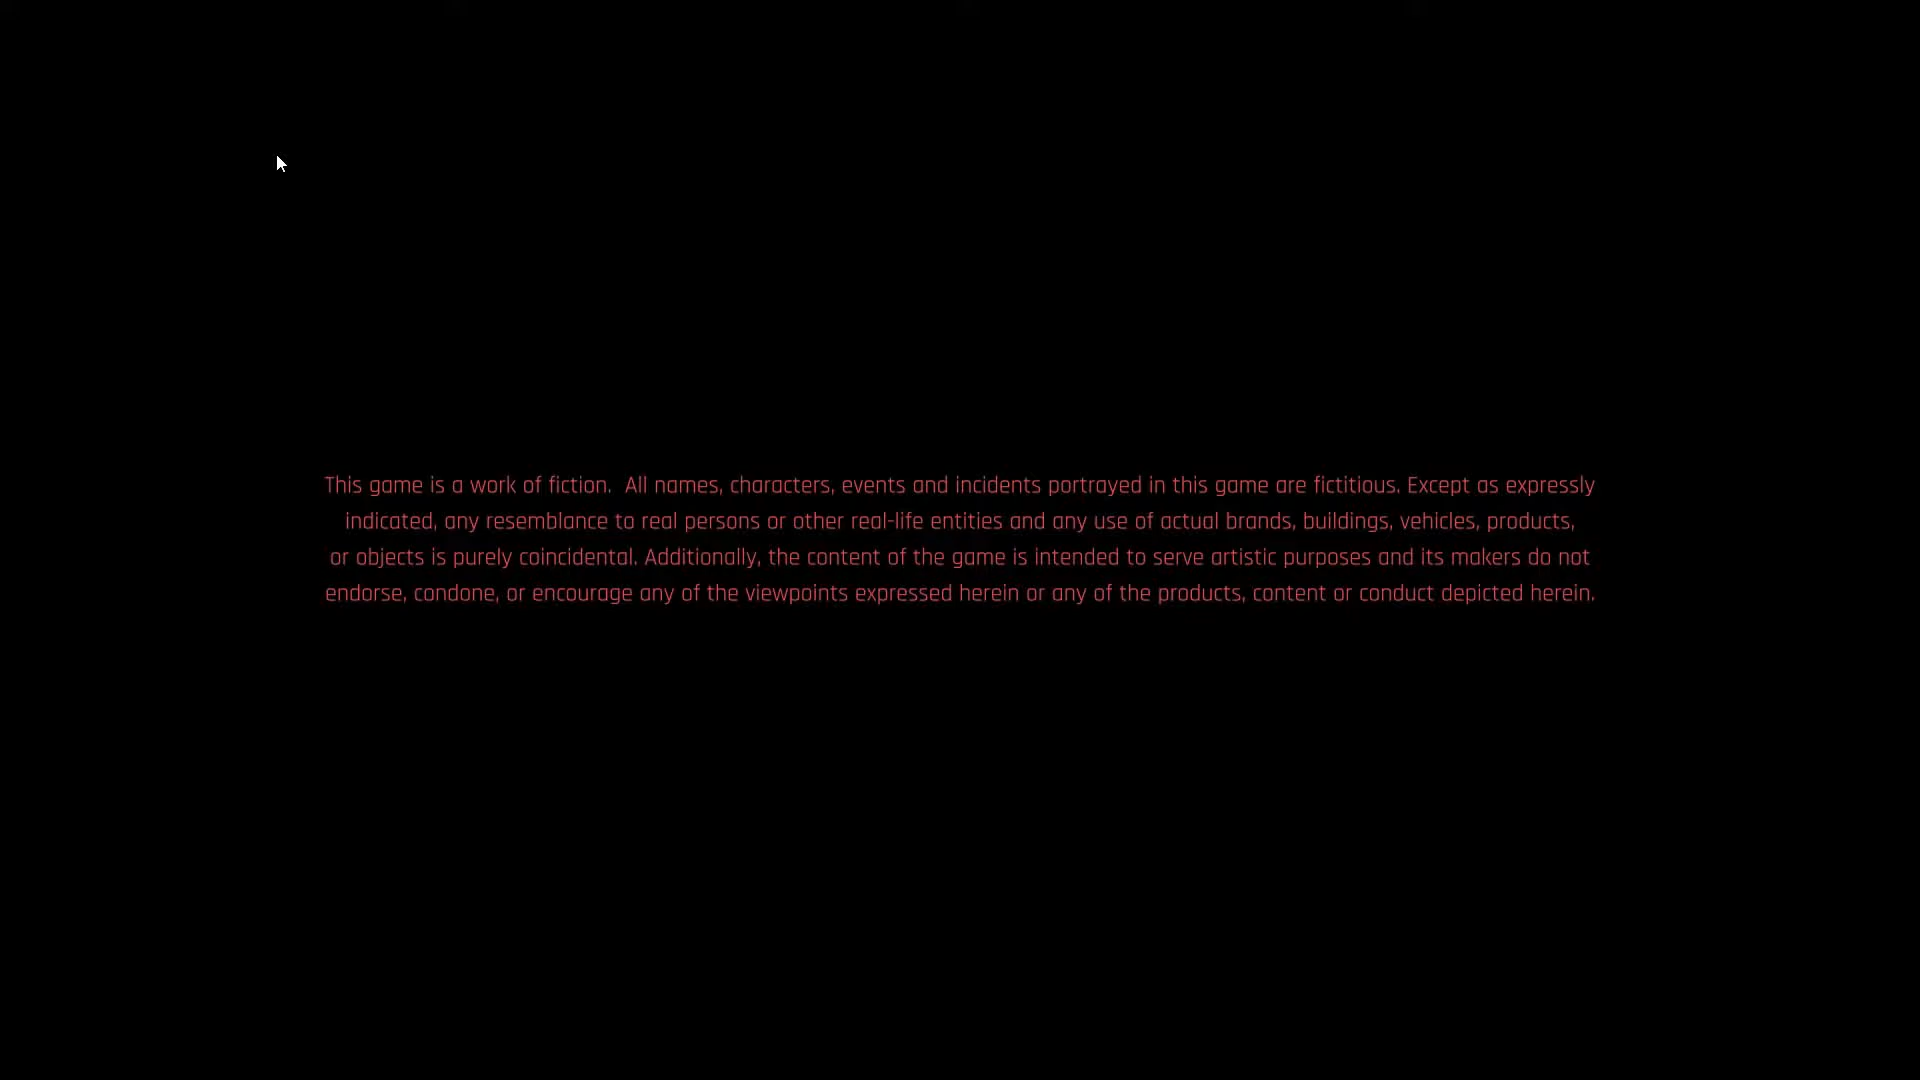 This game is a work of fiction.  All names, characters, events and incidents portrayed in this game are fictitious. Except as expressly
indicated, any resemblance to real persons or other real-life entities and any use of actual brands, buildings, vehicles, products,
or objects is purely coincidental. Additionally, the content of the game is intended to serve artistic purposes and its makers do not
endorse, condone, or encourage any of the viewpoints expressed herein or any of the products, content or conduct depicted herein.